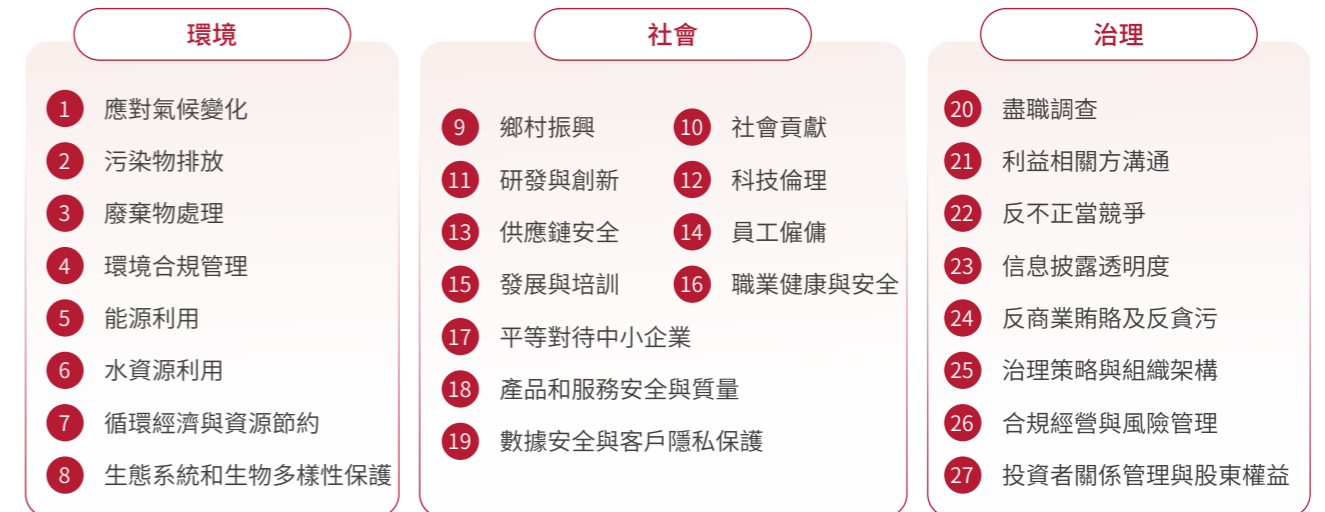 環境
1 應對氣候變化
2 污染物排放
3 廢棄物處理
4 環境合規管理
5 能源利用
6 水資源利用
7 循環經濟與資源節約
8 生態系統和生物多樣性保護
社會
9 鄉村振興 10 社會貢獻
11 研發與創新 12 科技倫理
13 供應鏈安全 14 員工僱傭
15 發展與培訓 16 職業健康與安全
17 平等對待中小企業
18 產品和服務安全與質量
19 數據安全與客戶隱私保護
治理
20 盡職調查
21 利益相關方溝通
22 反不正當競爭
23 信息披露透明度
24 反商業賄賂及反貪污
25 治理策略與組織架構
26 合規經營與風險管理
27 投資者關係管理與股東權益